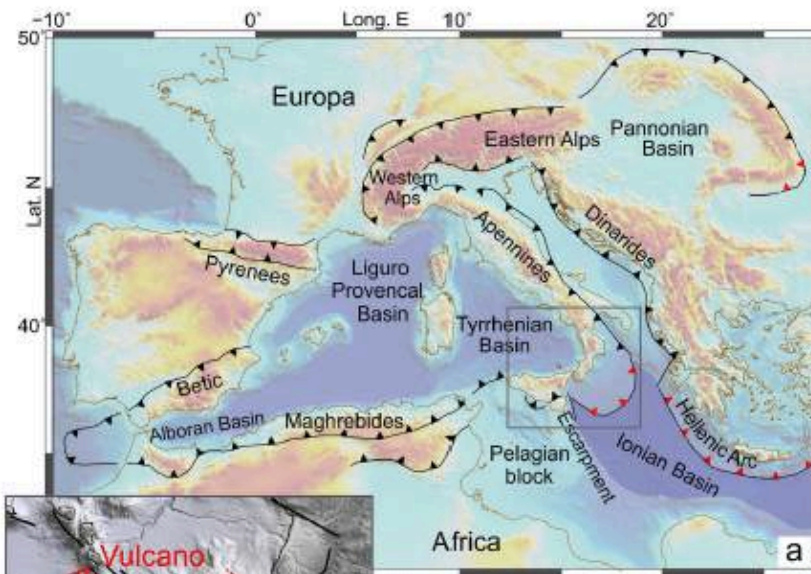 -10°
0°
Long. E
10°
20°
50°
Europa
Eastern Alps
Pannonian
Basin
Western
Alps
Lat. N
Apennines
Dinarides
Pyrenees
Liguro
Provencal
Basin
40°
Tyrrhenian
Basin
Betic
Alboran Basin
Maghrebides
Hellenic Arc
Escarpment
Ionian Basin
Pelagian
block
Africa
a
Vulcano